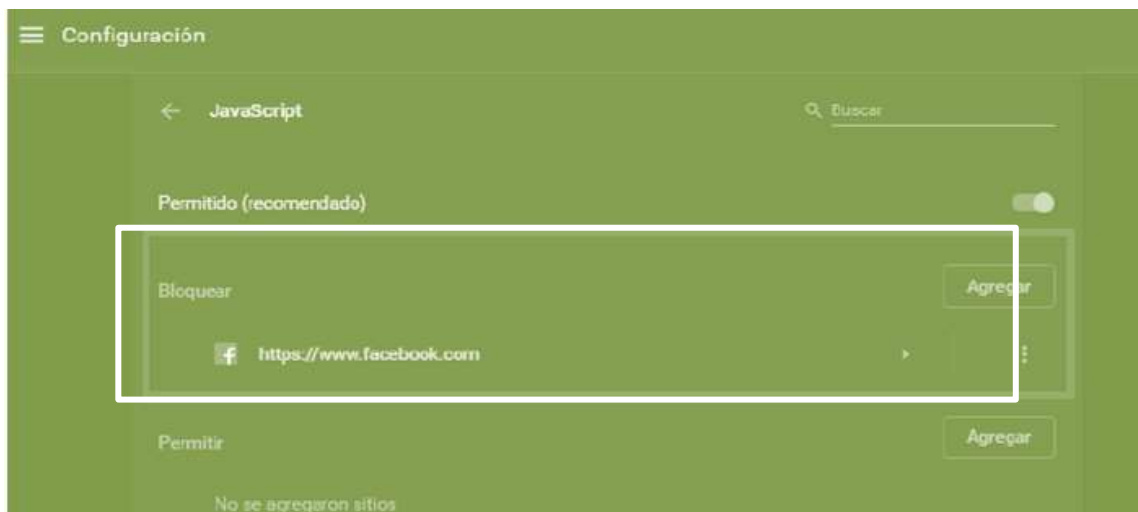 Configuración
JavaScript
Buscar
Permitido (recomendado)
Bloquear
Agregar
https://www.facebook.com
Permitir
Agregar
No se agregaron sitios